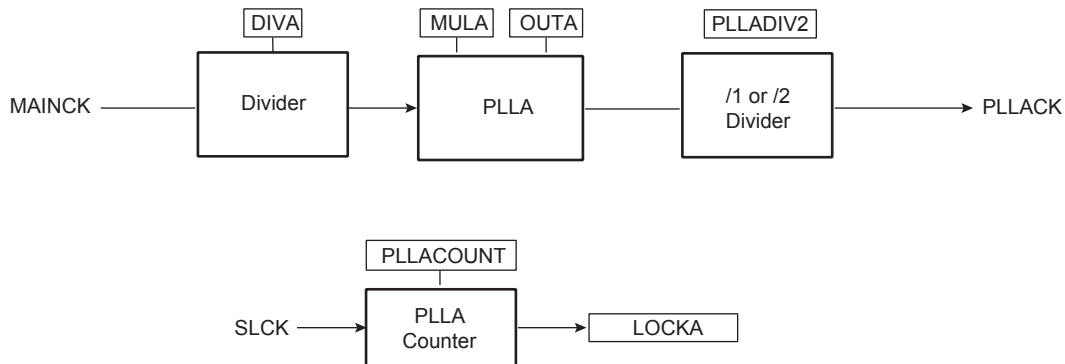 DIVA
MULA
OUTA
PLLADIV2
MAINCK
Divider
PLLA
/1 or /2
Divider
PLLACK
PLLACOUNT
SLCK
PLLA
Counter
LOCKA